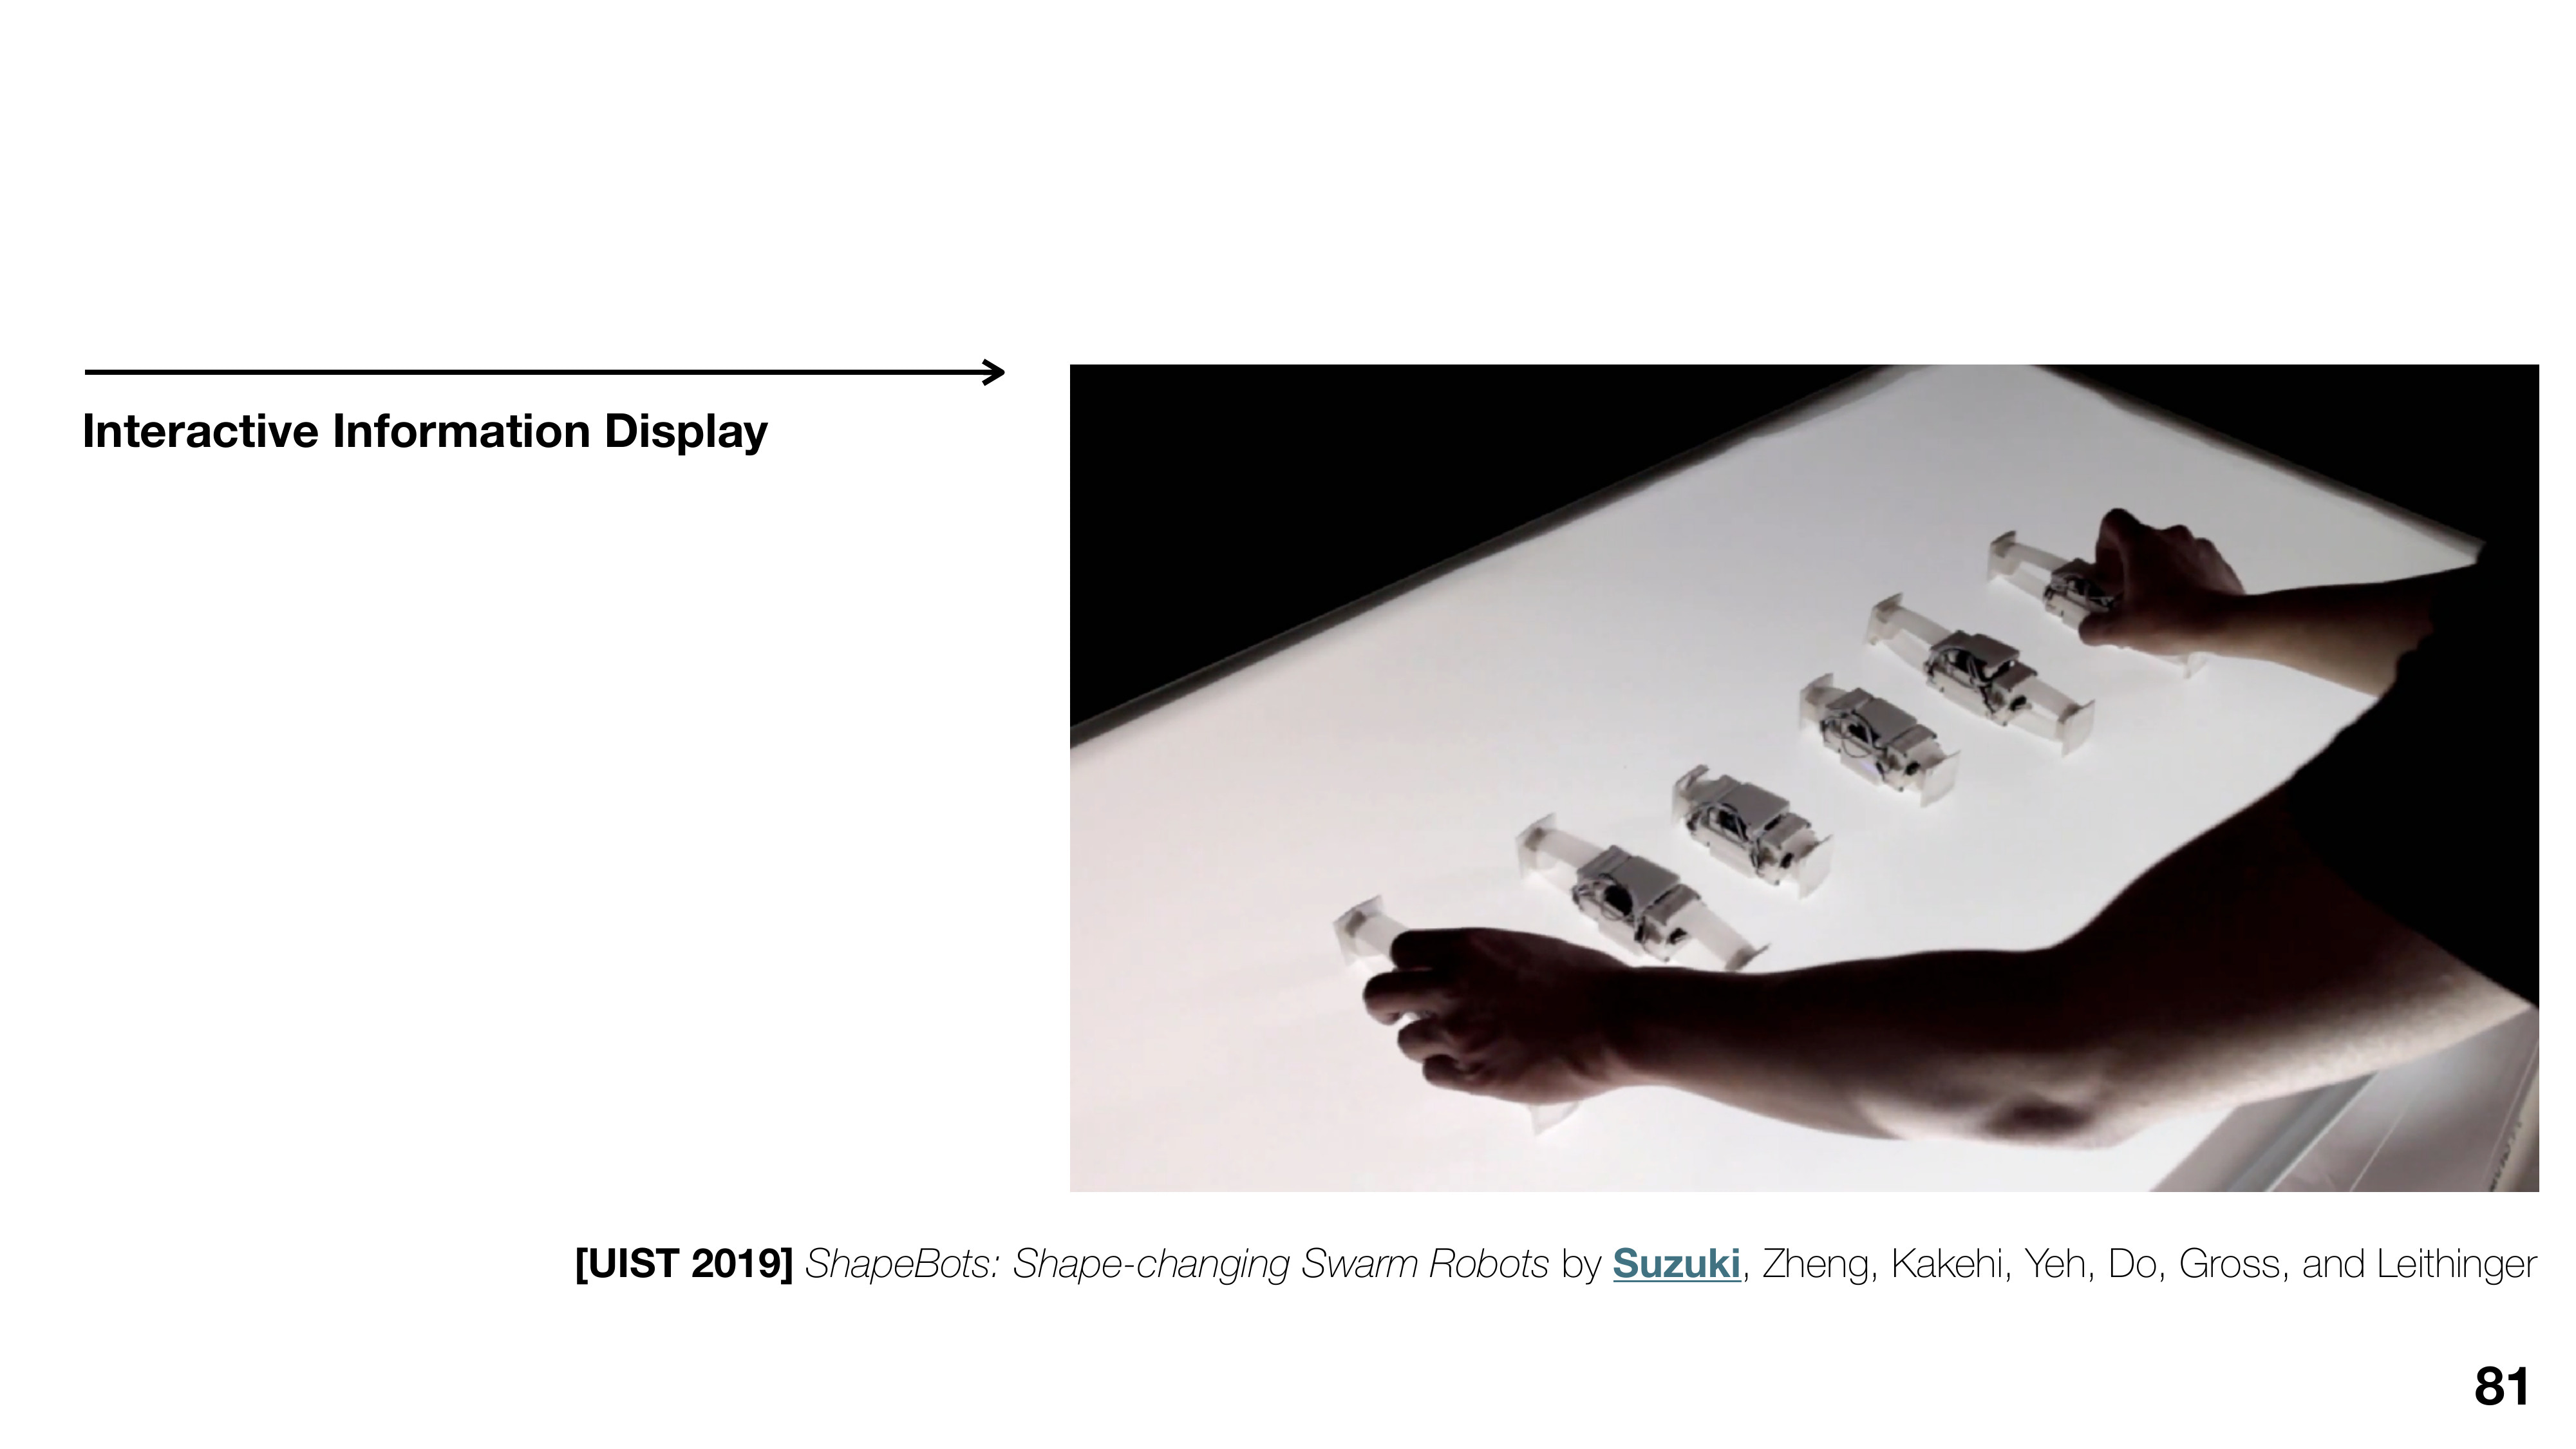 Interactive Information Display
[UIST 2019] ShapeBots: Shape-changing Swarm Robots by Suzuki, Zheng, Kakehi, Yeh, Do, Gross, and Leithinger
81